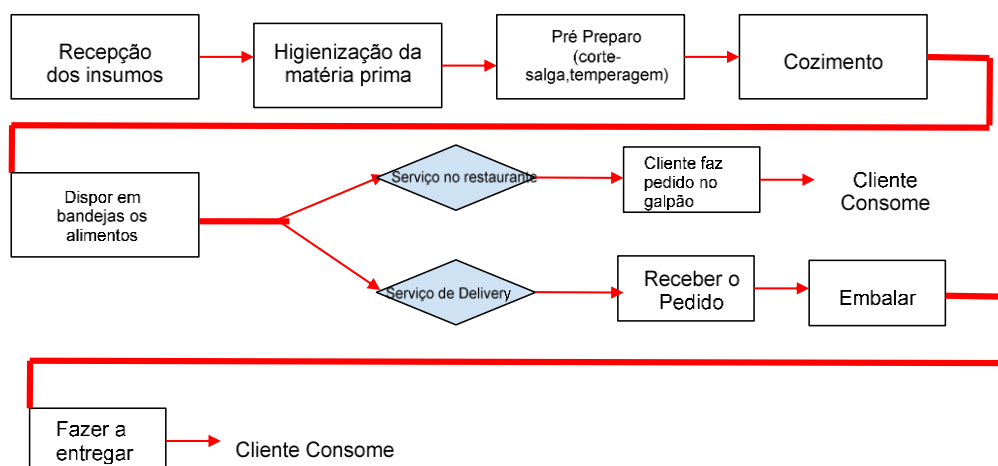 Recepção
dos insumos
Higienização da
matéria prima
Pré Preparo
(corte-
salga,temperagem)
Cozimento
Dispor em
bandejas os
alimentos
Serviço no restaurante
Cliente faz
pedido no
galpão
Cliente
Consome
Serviço de Delivery
Receber o
Pedido
Embalar
Fazer a
entregar
Cliente Consome